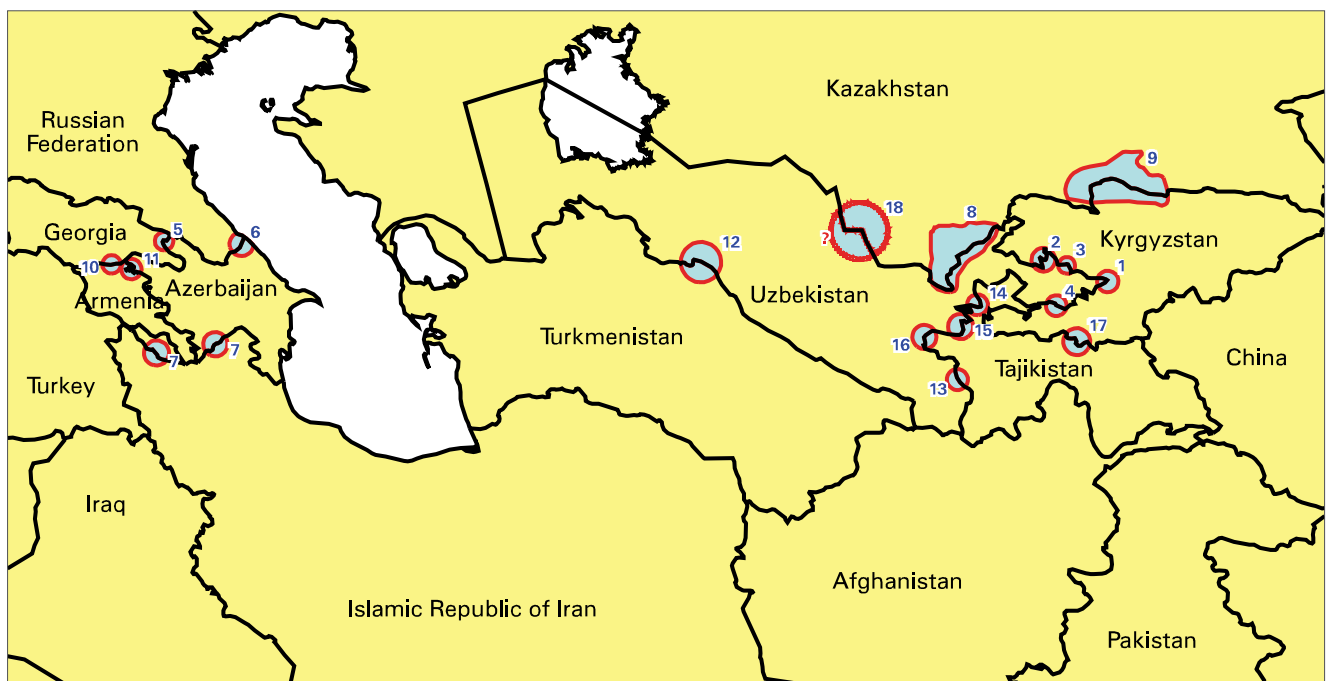 Kazakhstan
Russian
Federation
9
18
8
?
Georgia
5
6
12
2
3
Kyrgyzstan
10
11
1
Azerbaijan
Uzbekistan
Armenia
14
4
Turkmenistan
15
17
7
7
16
China
Tajikistan
Turkey
13
Iraq
Afghanistan
Islamic Republic of Iran
Pakistan